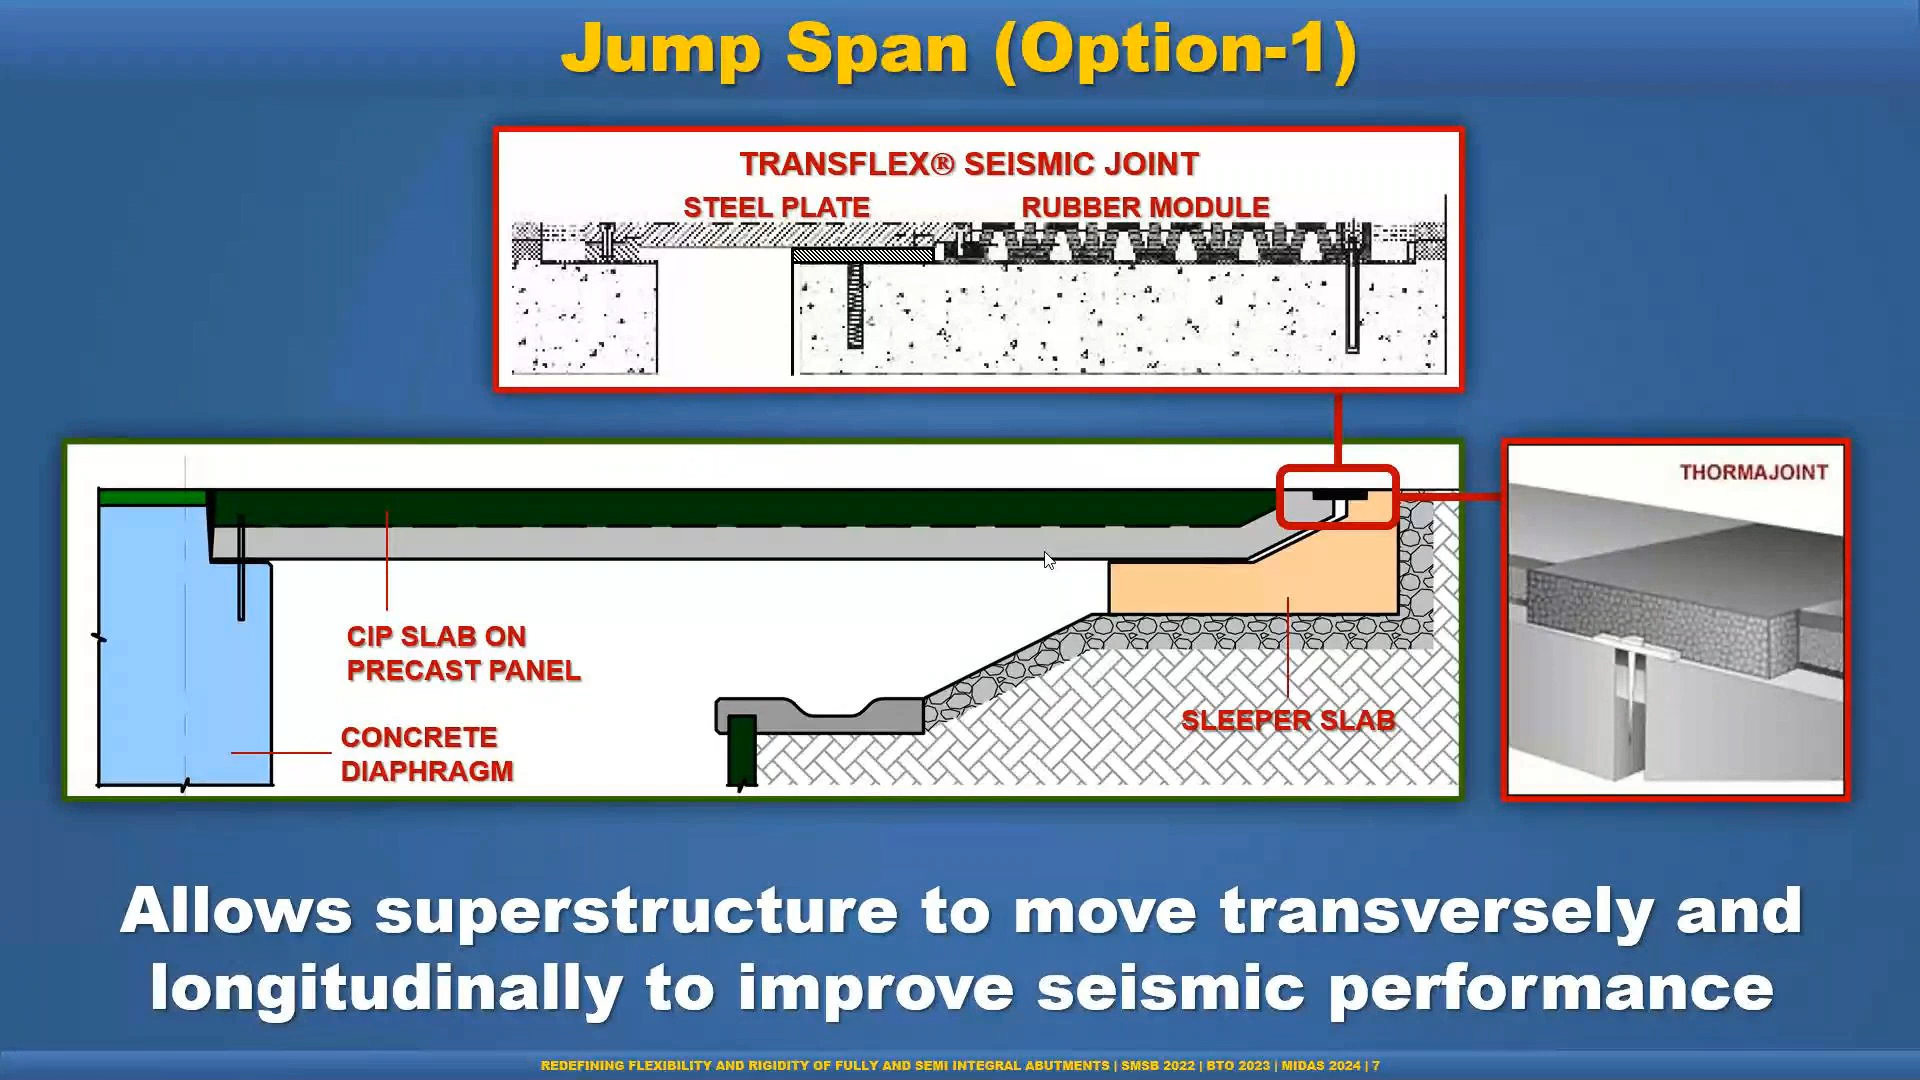 Jump Span (Option-1)
TRANSFLEX® SEISMIC JOINT
STEEL PLATE
RUBBER MODULE
THORMAJOINT
CIP SLAB ON
PRECAST PANEL
SLEEPER SLAB
CONCRETE
DIAPHRAGM
Allows superstructure to move transversely and
longitudinally to improve seismic performance
REDEFINING FLEXIBILITY AND RIGIDITY OF FULLY AND SEMI INTEGRAL ABUTMENTS | SMSB 2022 | BTO 2023 | MIDAS 2024 | 7